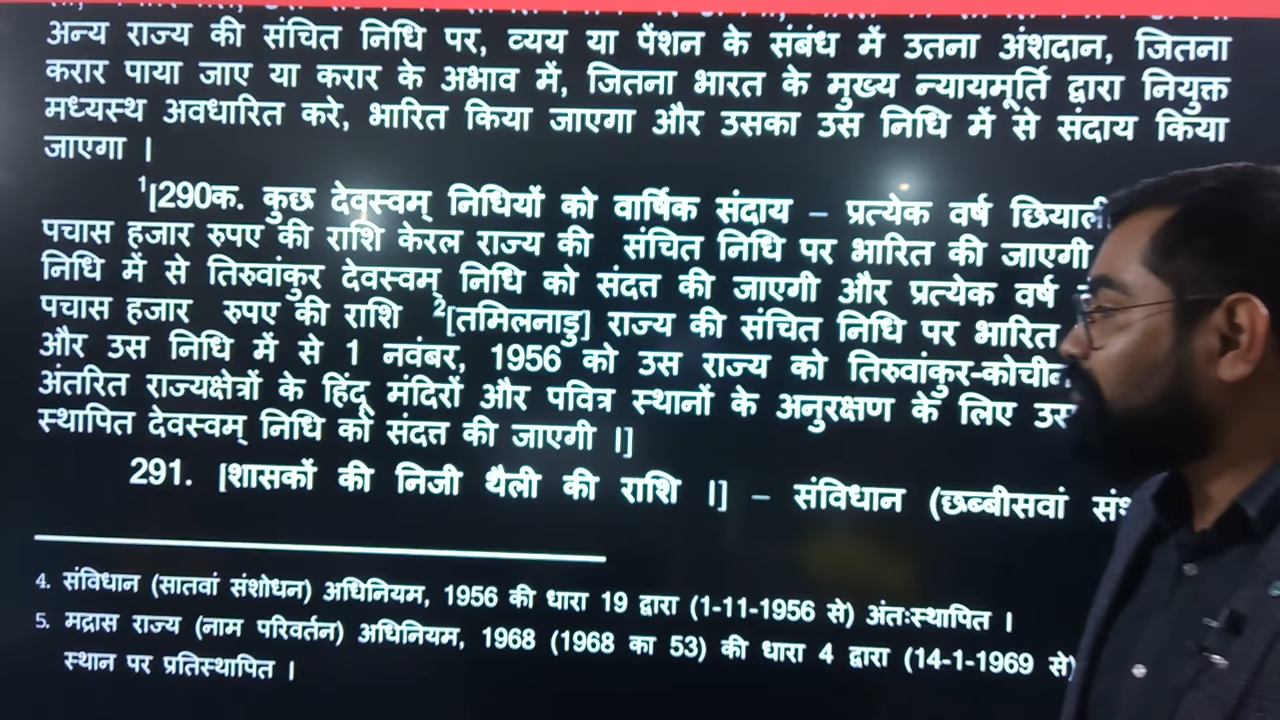 अन्य राज्य की संचित निधि पर, व्यय या पेंशन के संबंध में उतना अंशदान, जितना
करार पाया जाए या करार के अभाव में, जितना भारत के मुख्य न्यायमूर्ति द्वारा नियुक्त
मध्यस्थ अवधारित करे, भारित किया जाएगा और उसका उस निधि में से संदाय किया
जाएगा ।
¹[290क. कुछ देवस्वम् निधियों को वार्षिक संदाय – प्रत्येक वर्ष
पचास हजार रुपए की राशि केरल राज्य की संचित निधि पर भारित की जाएगी
निधि में से तिरुवांकुर देवस्वम् निधि को संदत्त की जाएगी और प्रत्येक वर्ष
पचास हजार रुपए की राशि ²[तमिलनाडु] राज्य की संचित निधि पर भारित
और उस निधि में से 1 नवंबर, 1956 को उस राज्य को तिरुवांकुर-कोचीन
अंतरित राज्यक्षेत्रों के हिंदू मंदिरों और पवित्र स्थानों के अनुरक्षण के लिए
स्थापित देवस्वम् निधि को संदत्त की जाएगी ।]
291. [शासकों की निजी थैली की राशि ।] – संविधान (छब्बीसवां
4. संविधान (सातवां संशोधन) अधिनियम, 1956 की धारा 19 द्वारा (1-11-1956 से) अंतःस्थापित ।
5. मद्रास राज्य (नाम परिवर्तन) अधिनियम, 1968 (1968 का 53) की धारा 4 द्वारा (14-1-1969 से)
स्थान पर प्रतिस्थापित ।